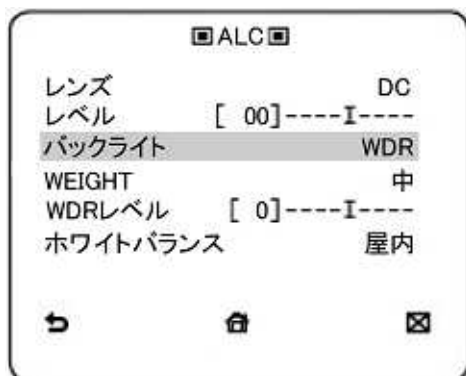 ▣ALC▣
レンズ DC
レベル [ 00]----I----
バックライト WDR
WEIGHT 中
WDRレベル [ 0]----I----
ホワイトバランス 屋内